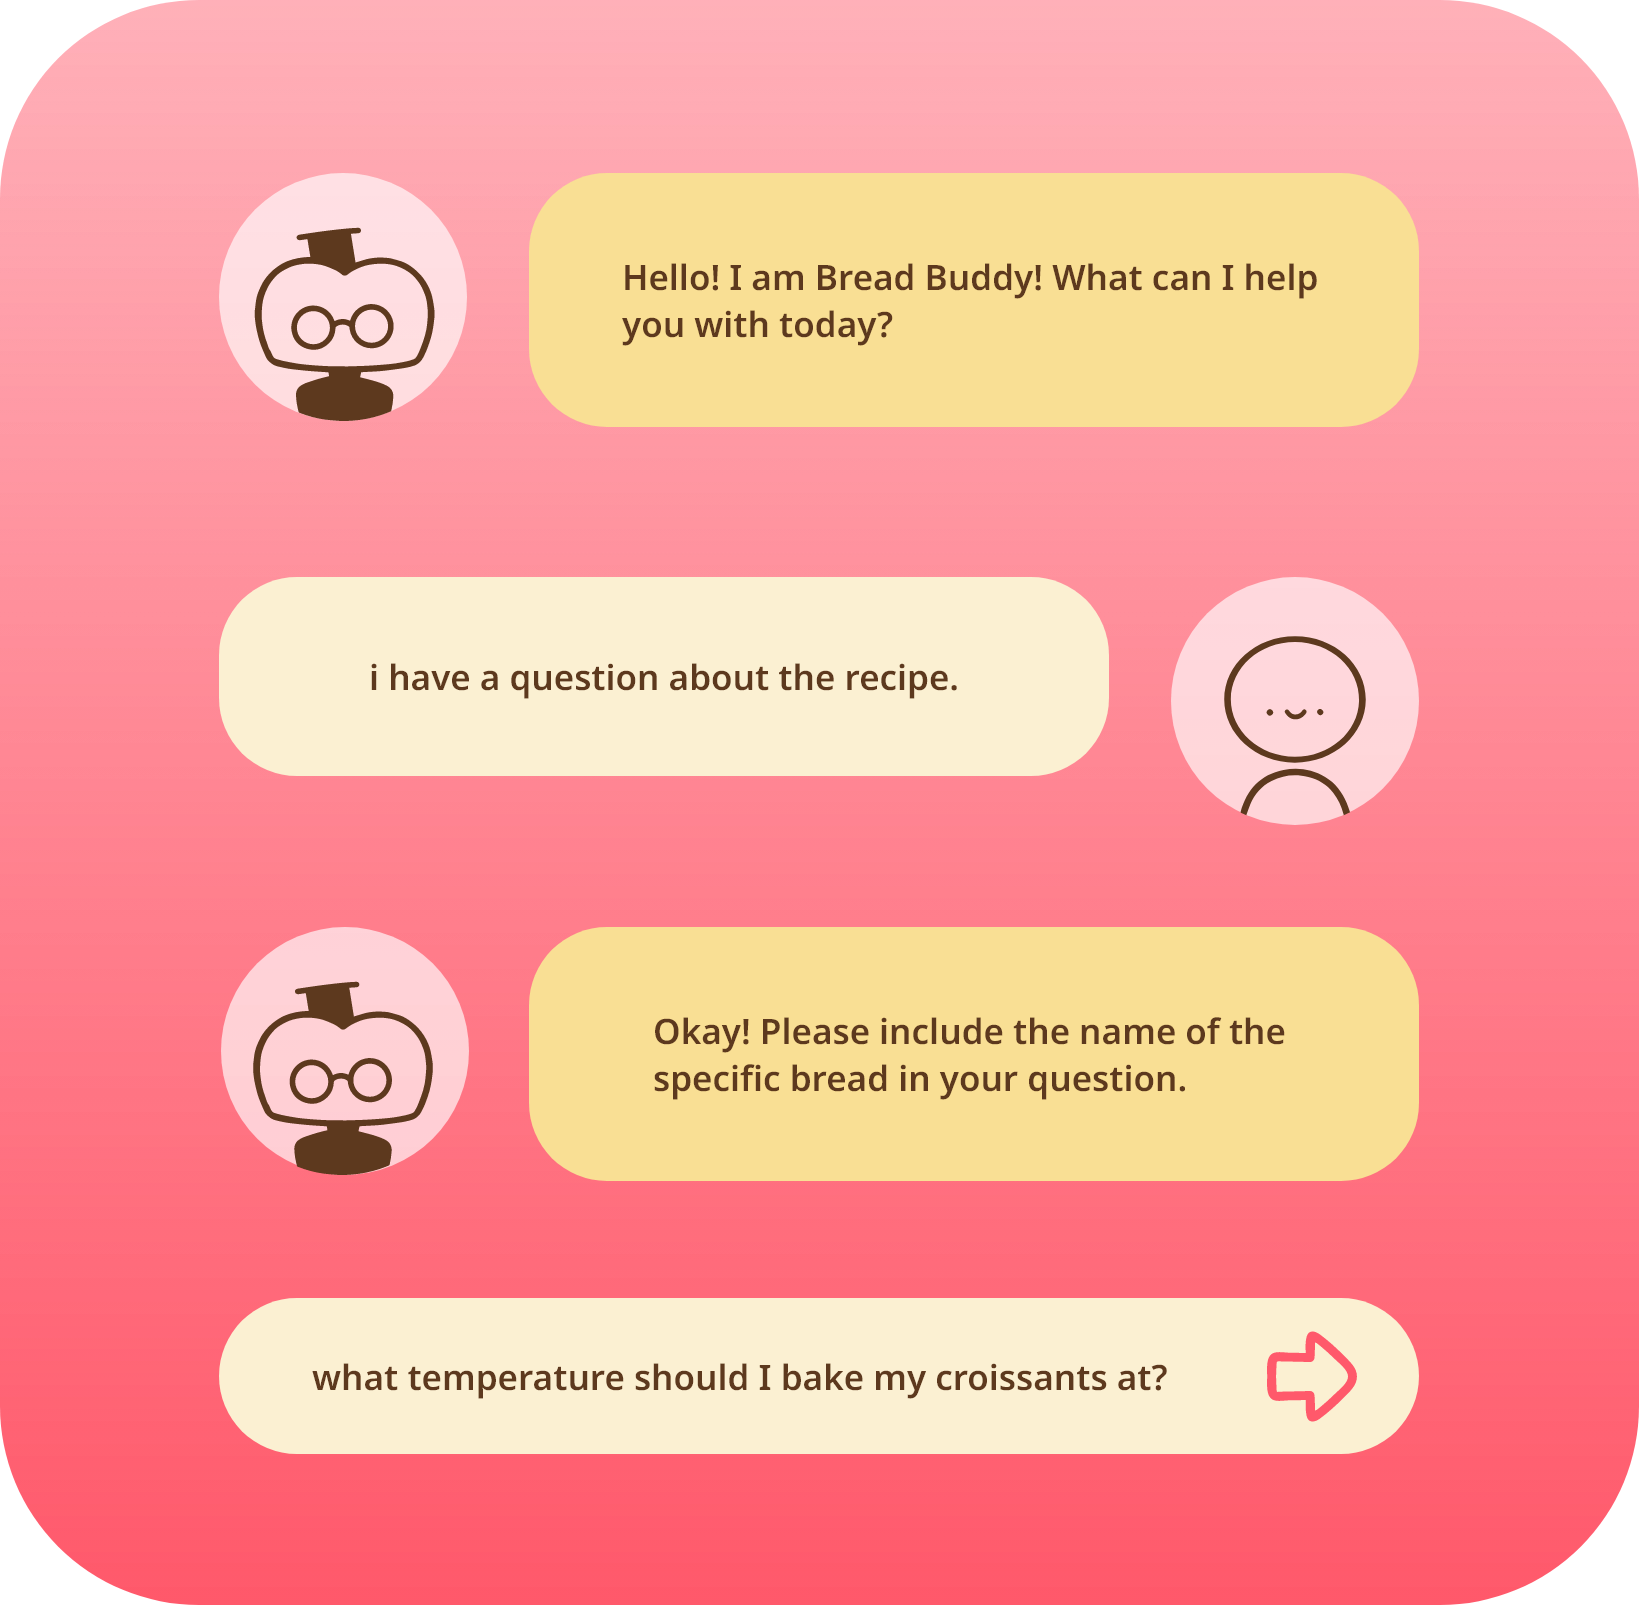 Hello! I am Bread Buddy! What can I help
you with today?
i have a question about the recipe.
Okay! Please include the name of the
specific bread in your question.
what temperature should I bake my croissants at?